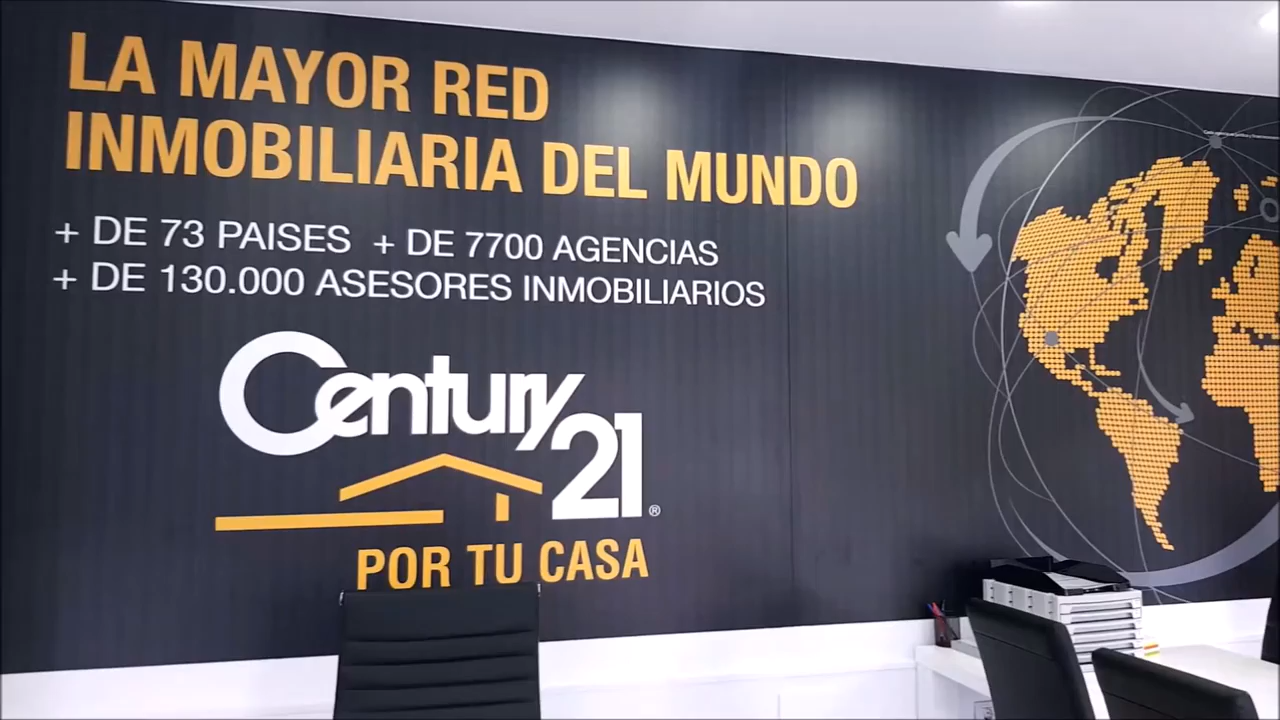 LA MAYOR RED
INMOBILIARIA DEL MUNDO
+ DE 73 PAISES + DE 7700 AGENCIAS
+ DE 130.000 ASESORES INMOBILIARIOS
Century
21®
POR TU CASA